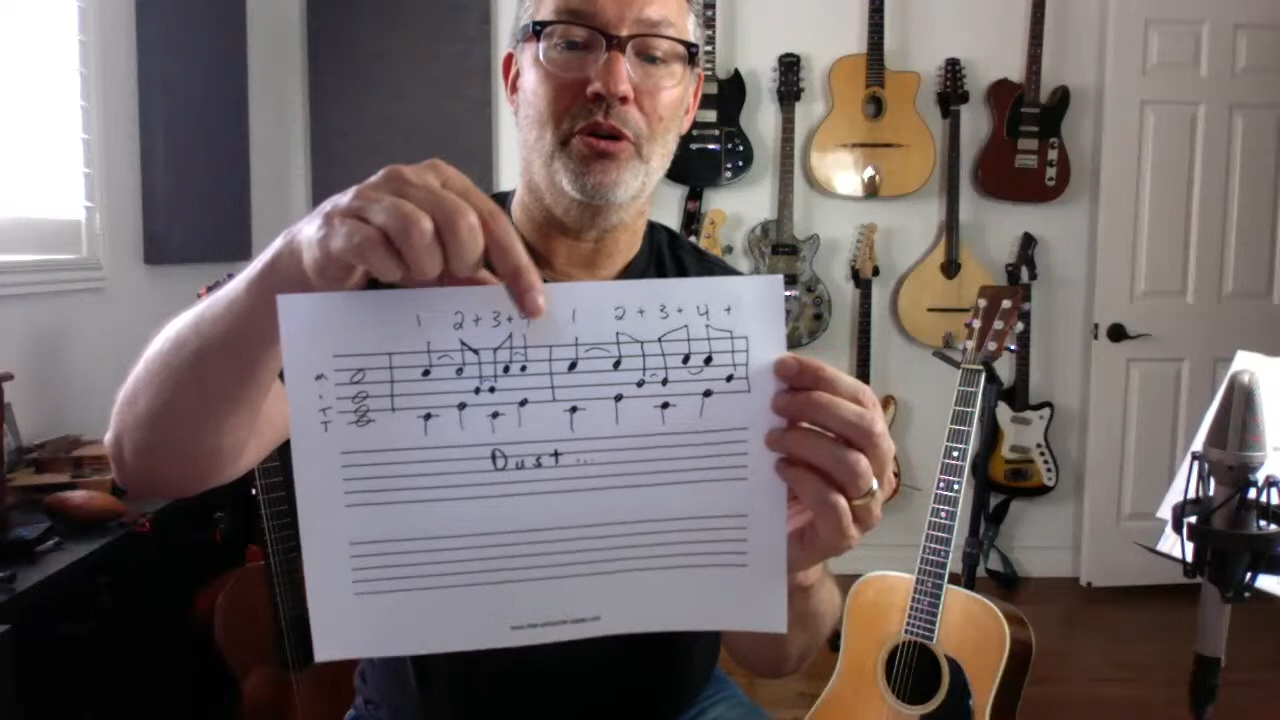 1 2 + 3 + 4 1 2 + 3 + 4 +
m
i
T
T
Dust ...